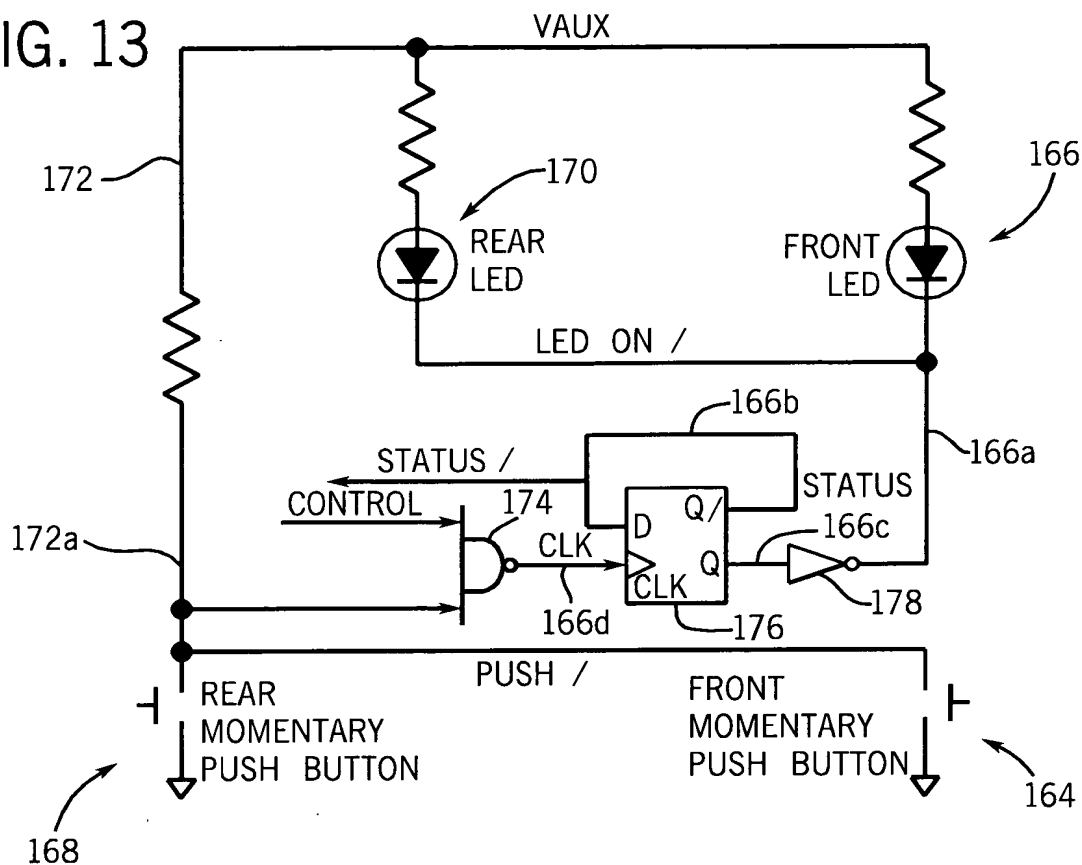 IG. 13
VAUX
172
170
166
REAR
LED
FRONT
LED
LED ON /
166b
166a
STATUS /
STATUS
CONTROL
174
172a
CLK
D
Q/
Q
CLK
166c
166d
176
178
PUSH /
REAR
MOMENTARY
PUSH BUTTON
FRONT
MOMENTARY
PUSH BUTTON
168
164